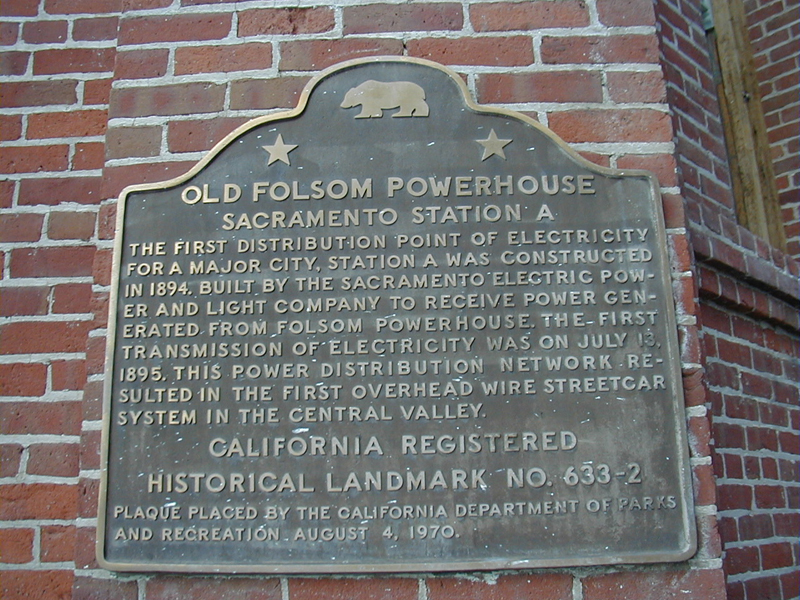 OLD FOLSOM POWERHOUSE
SACRAMENTO STATION A
THE FIRST DISTRIBUTION POINT OF ELECTRICITY
FOR A MAJOR CITY, STATION A WAS CONSTRUCTED
IN 1894. BUILT BY THE SACRAMENTO ELECTRIC POW-
ER AND LIGHT COMPANY TO RECEIVE POWER GEN-
ERATED FROM FOLSOM POWERHOUSE. THE FIRST
TRANSMISSION OF ELECTRICITY WAS ON JULY 13,
1895. THIS POWER DISTRIBUTION NETWORK RE-
SULTED IN THE FIRST OVERHEAD WIRE STREETCAR
SYSTEM IN THE CENTRAL VALLEY.
CALIFORNIA REGISTERED
HISTORICAL LANDMARK NO. 633-2
PLAQUE PLACED BY THE CALIFORNIA DEPARTMENT OF PARKS
AND RECREATION. AUGUST 4, 1970.